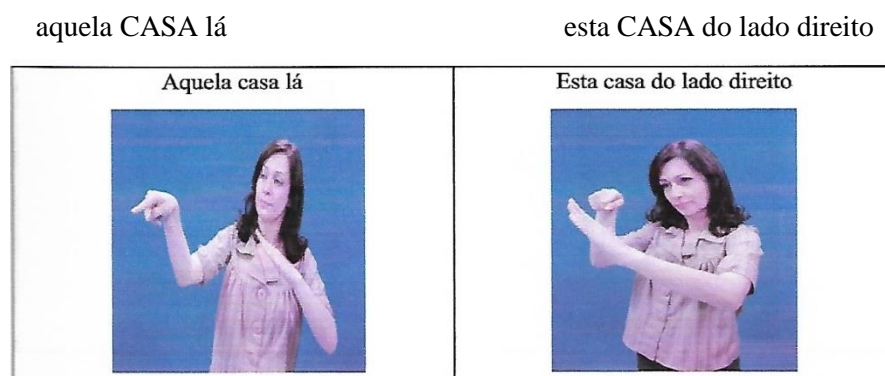 aquela CASA lá
esta CASA do lado direito
Aquela casa lá
Esta casa do lado direito